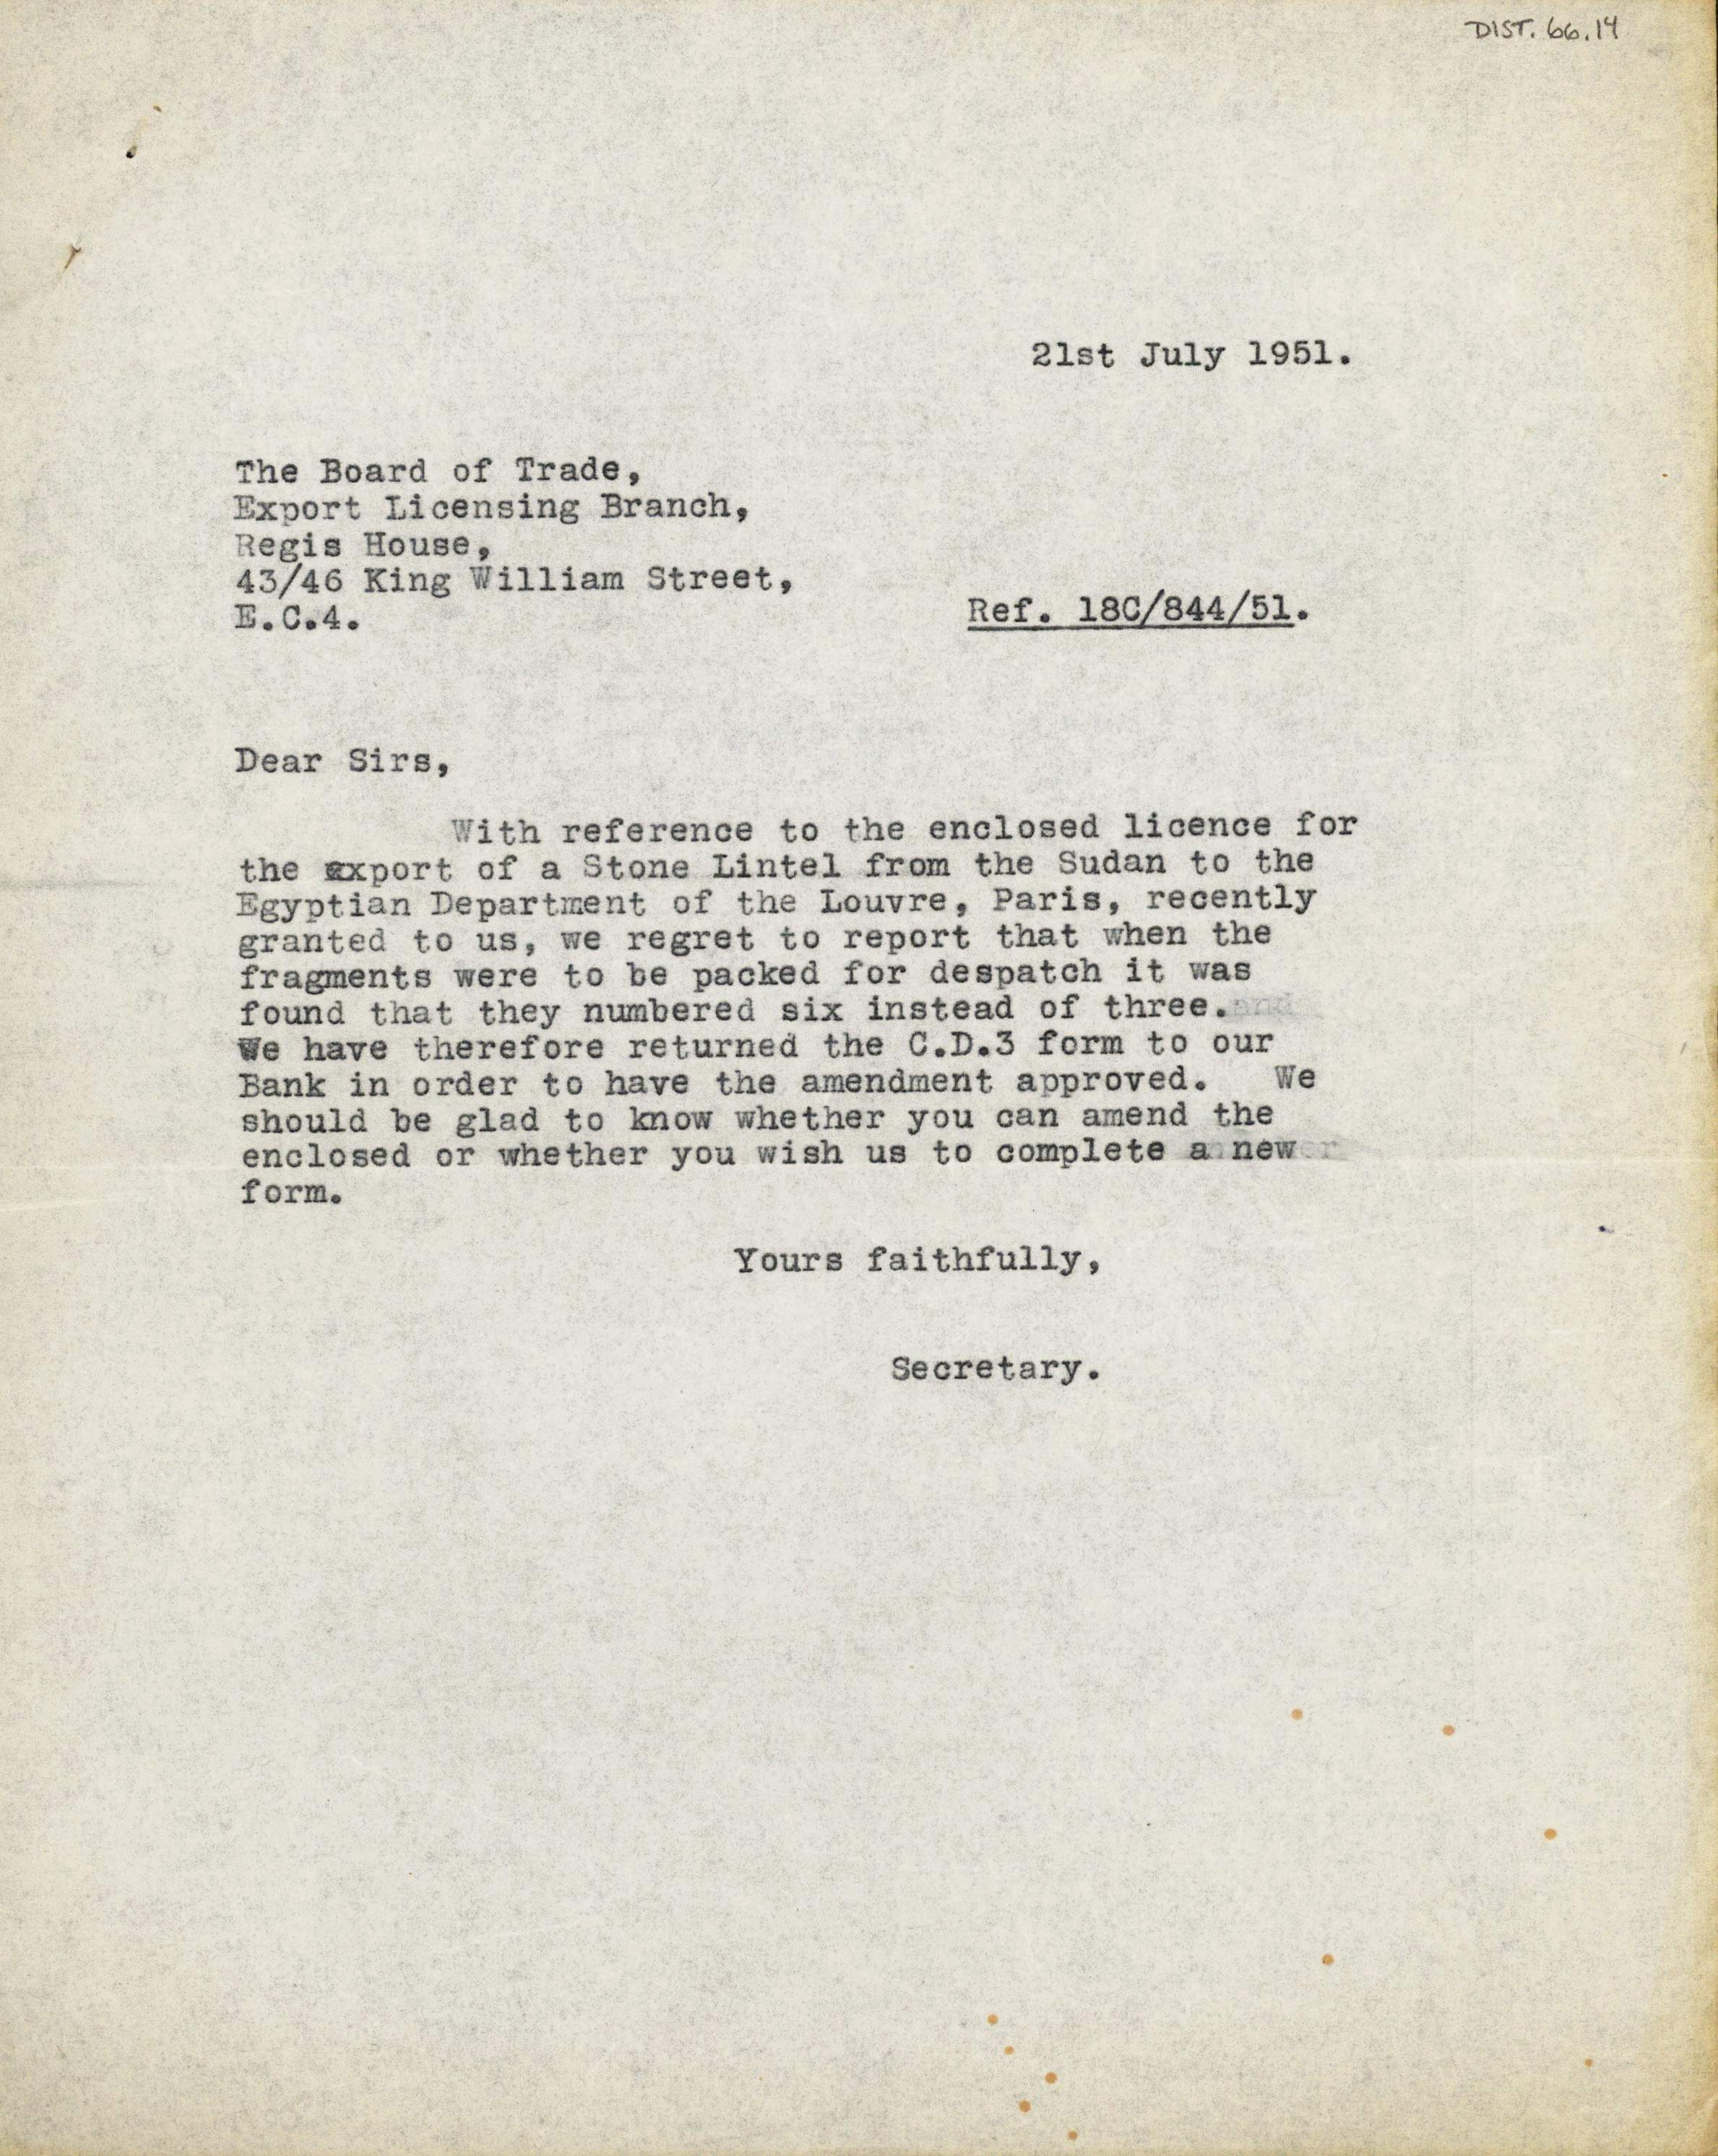 DIST. 66.14
21st July 1951.
The Board of Trade,
Export Licensing Branch,
Regis House,
43/46 King William Street,
E.C.4.
Ref. 18C/844/51.
Dear Sirs,
With reference to the enclosed licence for
the export of a Stone Lintel from the Sudan to the
Egyptian Department of the Louvre, Paris, recently
granted to us, we regret to report that when the
fragments were to be packed for despatch it was
found that they numbered six instead of three.
We have therefore returned the C.D.3 form to our
Bank in order to have the amendment approved. We
should be glad to know whether you can amend the
enclosed or whether you wish us to complete a new
form.
Yours faithfully,
Secretary.